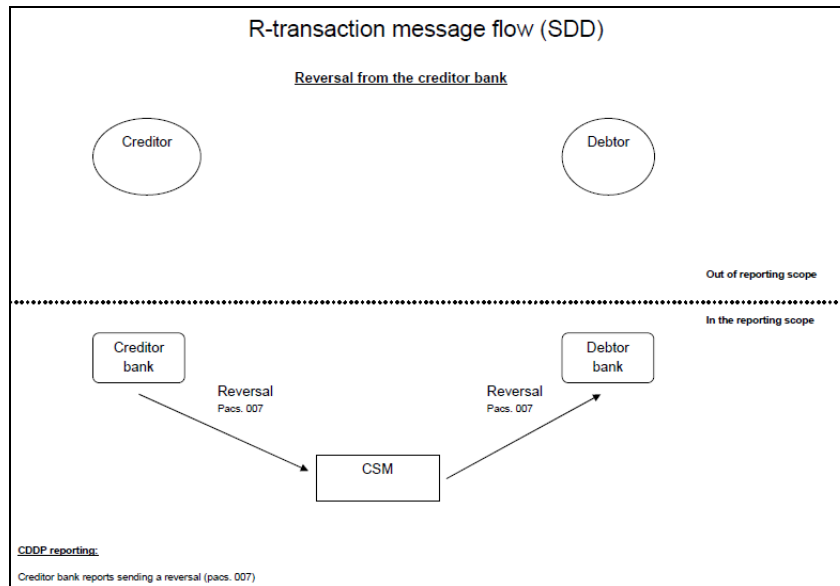 R-transaction message flow (SDD)
Reversal from the creditor bank
Creditor
Debtor
Out of reporting scope
In the reporting scope
Creditor
bank
Debtor
bank
Reversal
Pacs. 007
Reversal
Pacs. 007
CSM
CDDP reporting:
Creditor bank reports sending a reversal (pacs. 007)